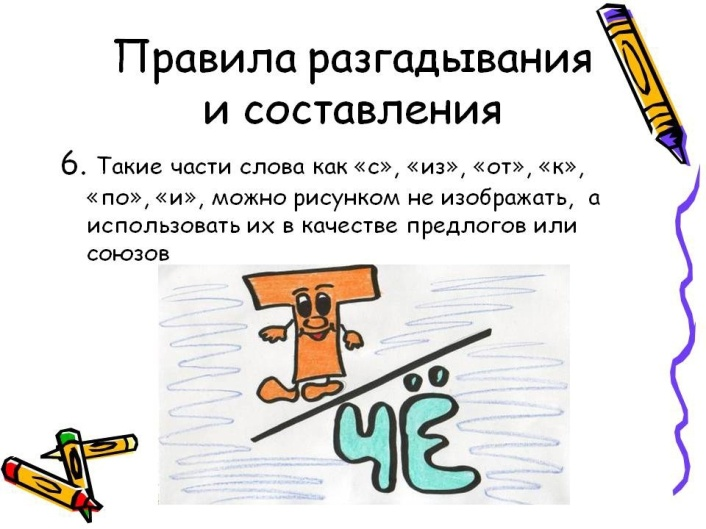 Правила разгадывания
и составления
6. Такие части слова как «с», «из», «от», «к»,
«по», «и», можно рисунком не изображать, а
использовать их в качестве предлогов или
союзов
Т
ЧЁ